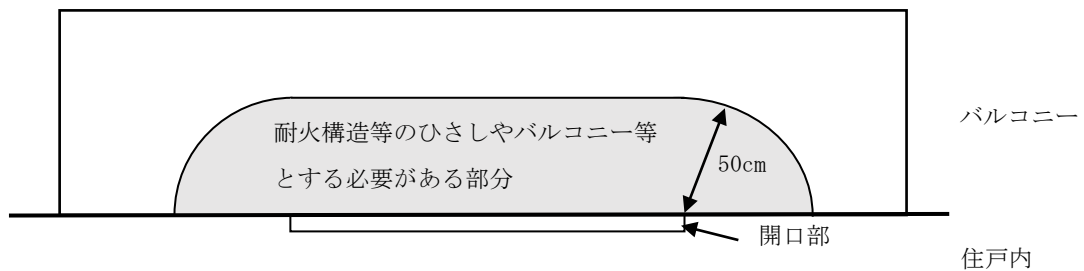 バルコニー
耐火構造等のひさしやバルコニー等
とする必要がある部分
50cm
開口部
住戸内